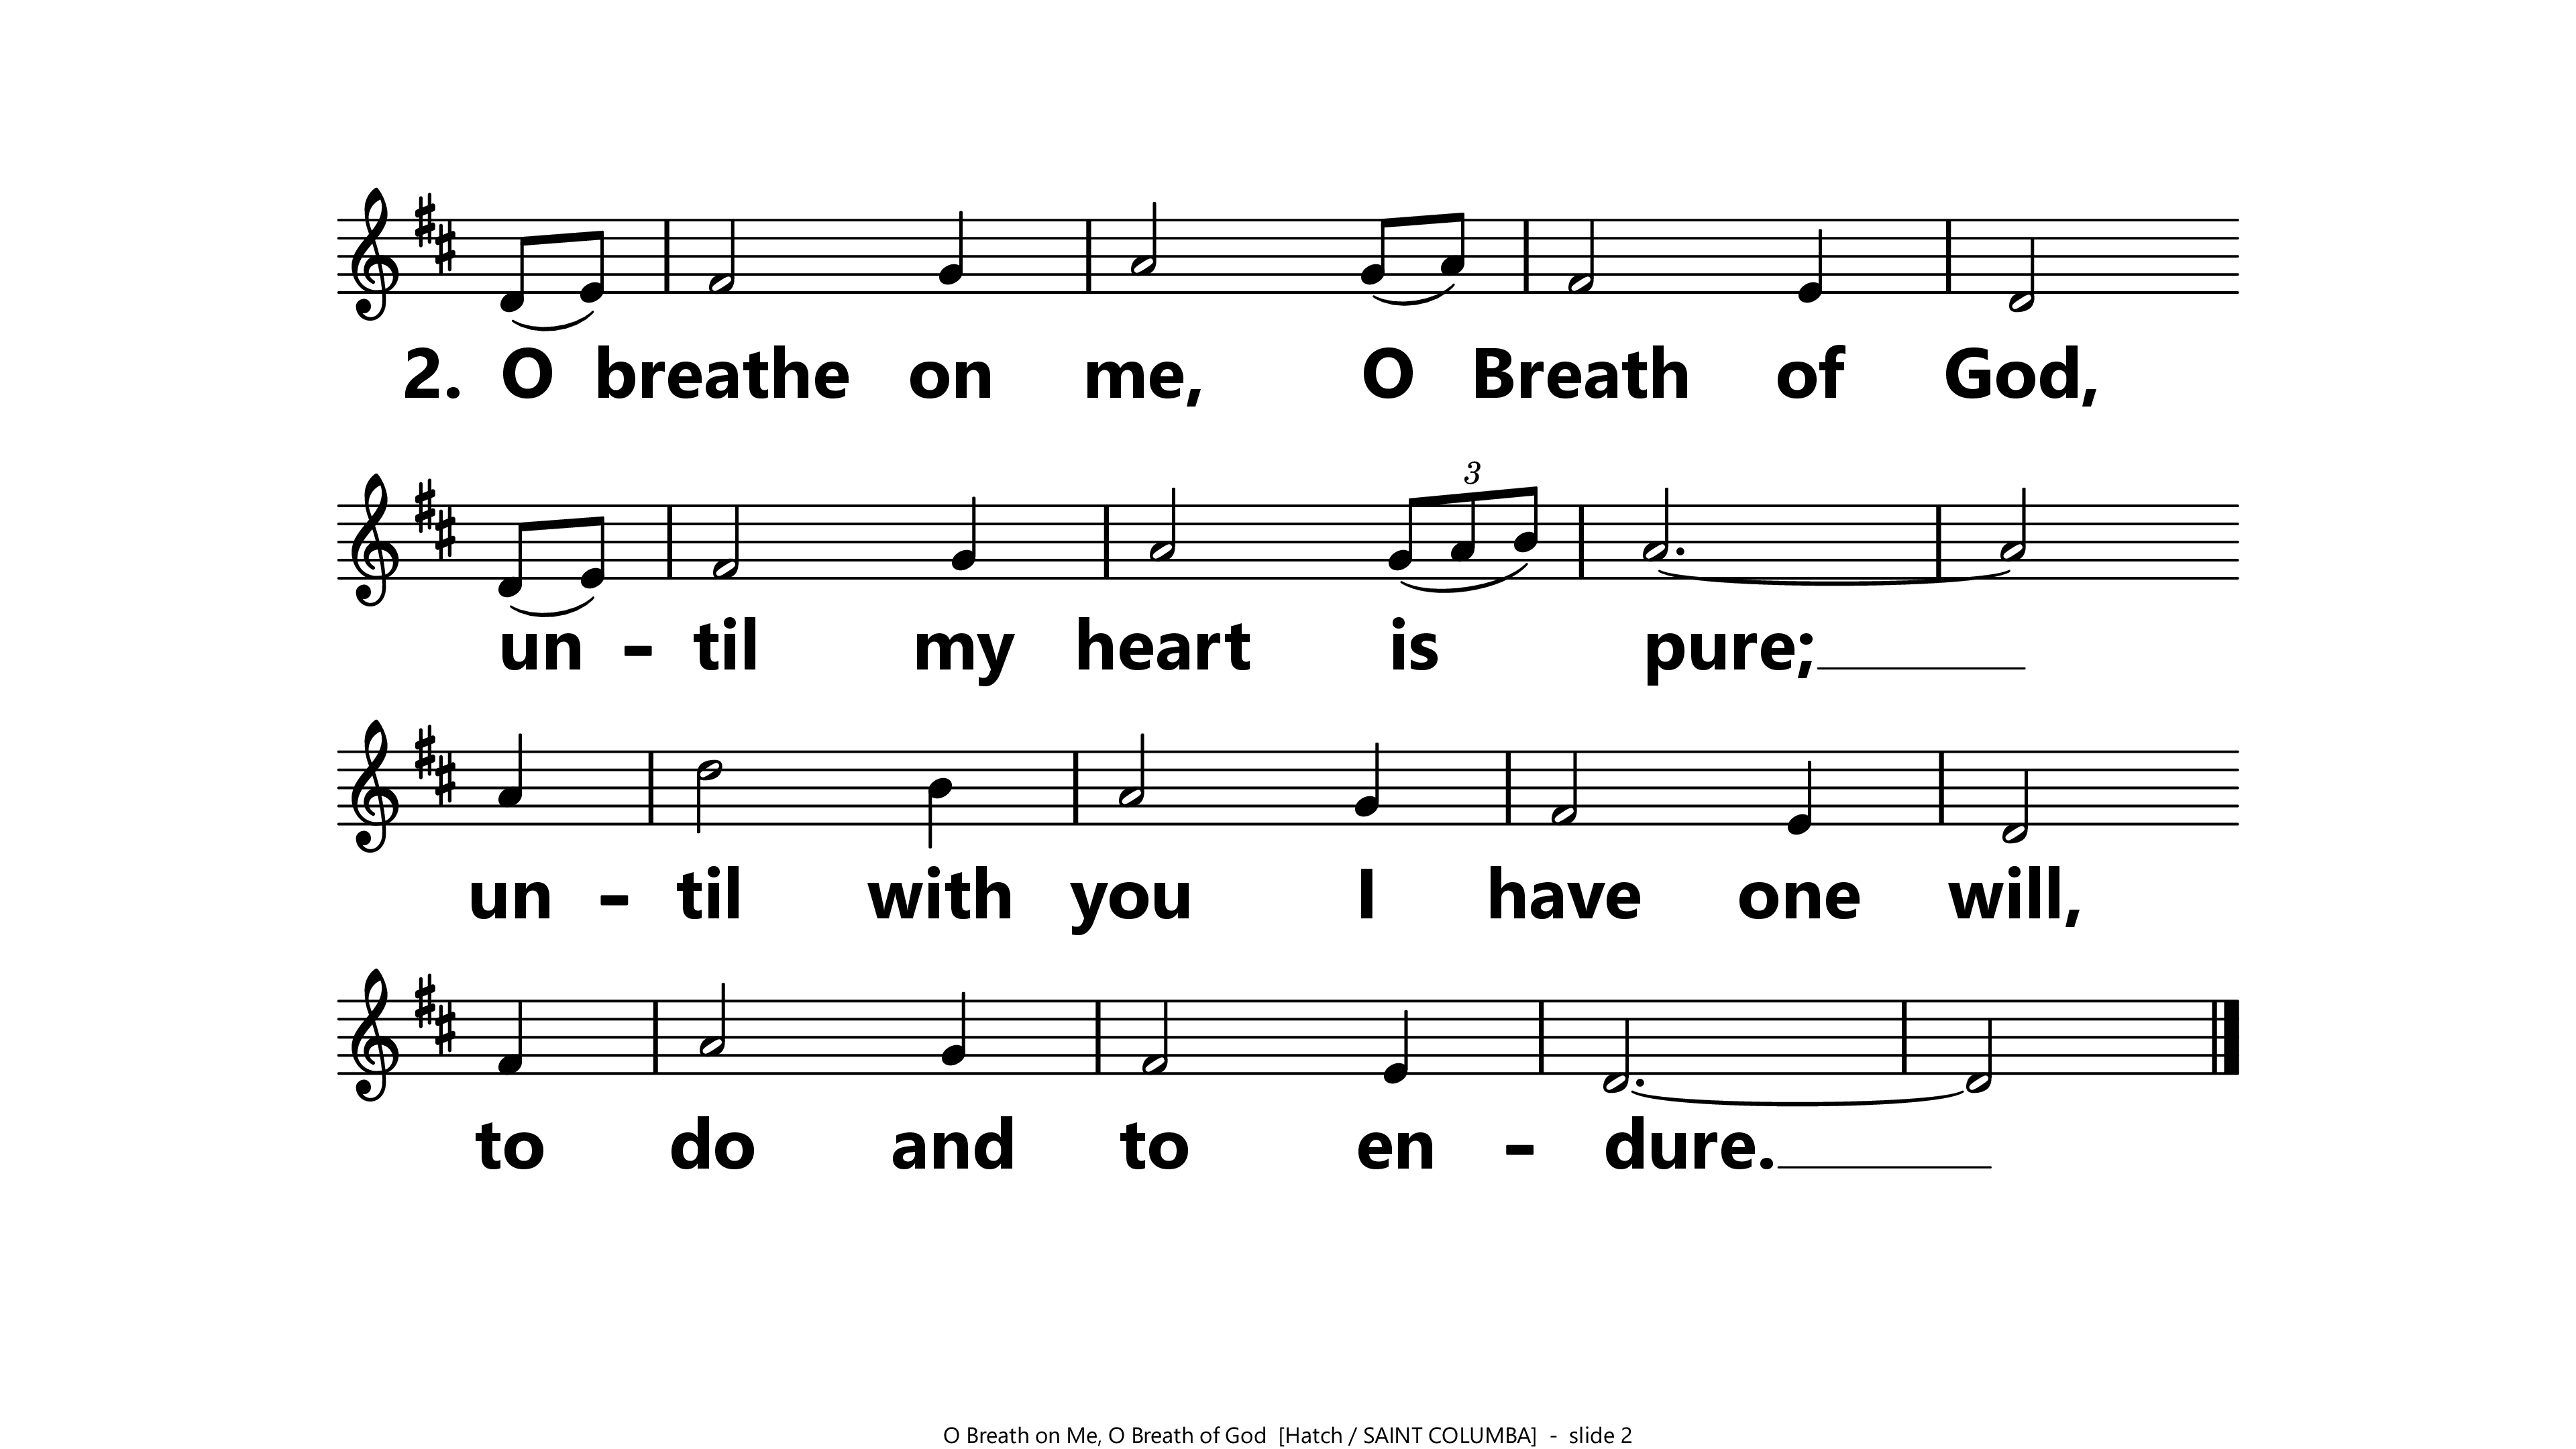 2. O breathe on me, O Breath of God,
3
un - til my heart is pure;
un - til with you I have one will,
to do and to en - dure.
O Breath on Me, O Breath of God [Hatch / SAINT COLUMBA] - slide 2